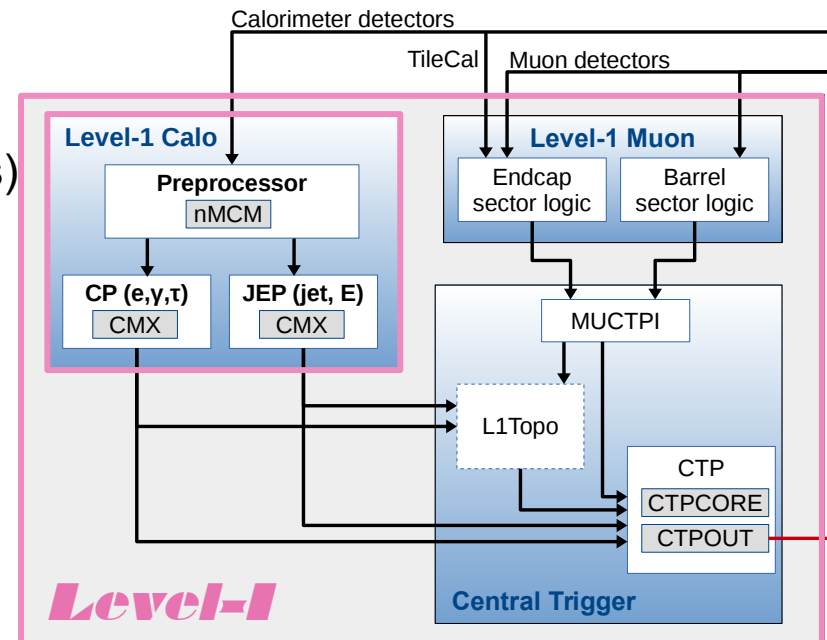 Calorimeter detectors
TileCal
Muon detectors
s)
Level-1 Calo
Preprocessor
nMCM
CP (e,γ,τ)
CMX
JEP (jet, E)
CMX
Level-1 Muon
Endcap
sector logic
Barrel
sector logic
MUCTPI
L1Topo
CTP
CTPCORE
CTPOUT
Central Trigger
Level-1